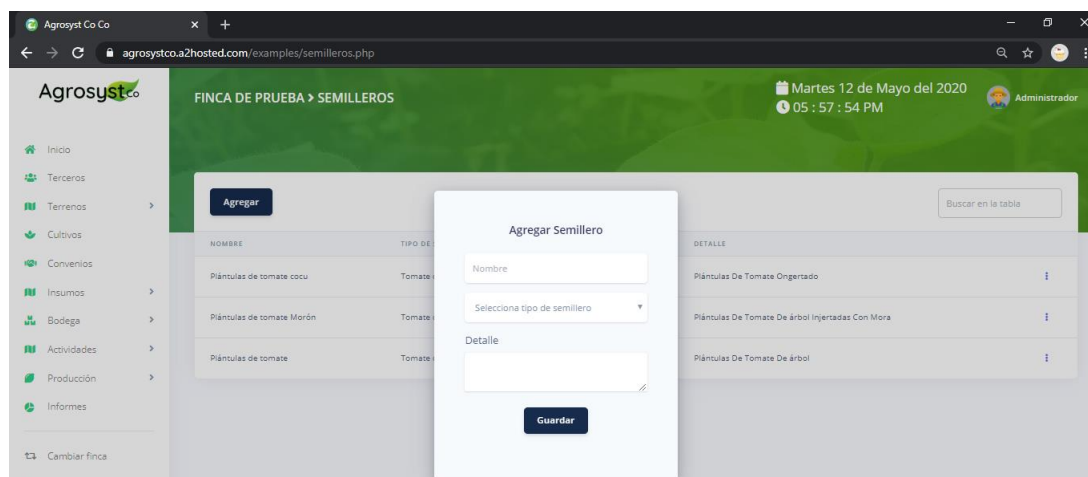 Agrosyst Co Co
agrosystco.a2hosted.com/examples/semilleros.php
Agrosystco
FINCA DE PRUEBA > SEMILLEROS
Martes 12 de Mayo del 2020
05 : 57 : 54 PM
Administrador
Inicio
Terceros
Terrenos
Cultivos
Convenios
Insumos
Bodega
Actividades
Producción
Informes
Cambiar finca
Agregar
Buscar en la tabla
NOMBRE TIPO DE DETALLE
Plántulas de tomate cocu Tomate Plántulas De Tomate Ongertado
Plántulas de tomate Morón Tomate Plántulas De Tomate De árbol Injertadas Con Mora
Plántulas de tomate Tomate Plántulas De Tomate De árbol
Agregar Semillero
Nombre
Selecciona tipo de semillero
Detalle
Guardar